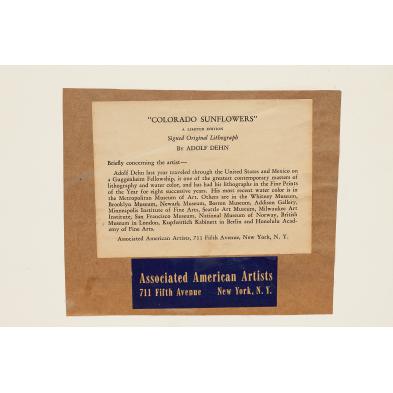 "COLORADO SUNFLOWERS"
A LIMITED EDITION
Signed Original Lithograph
By ADOLF DEHN
Briefly concerning the artist—
Adolf Dehn last year traveled through the United States and Mexico on
a Guggenheim Fellowship, is one of the greatest contemporary masters of
lithography and water color, and has had his lithographs in the Fine Prints
of the Year for eight successive years. His most recent water color is in
the Metropolitan Museum of Art. Others are in the Whitney Museum,
Brooklyn Museum, Newark Museum, Boston Museum, Addison Gallery,
Minneapolis Institute of Fine Arts, Seattle Art Museum, Milwaukee Art
Institute, San Francisco Museum, National Museum of Norway, British
Museum in London, Kupferstich Kabinett in Berlin and Honolulu Acad-
emy of Fine Arts.
Associated American Artists, 711 Fifth Avenue, New York, N. Y.
Associated American Artists
711 Fifth Avenue New York, N. Y.